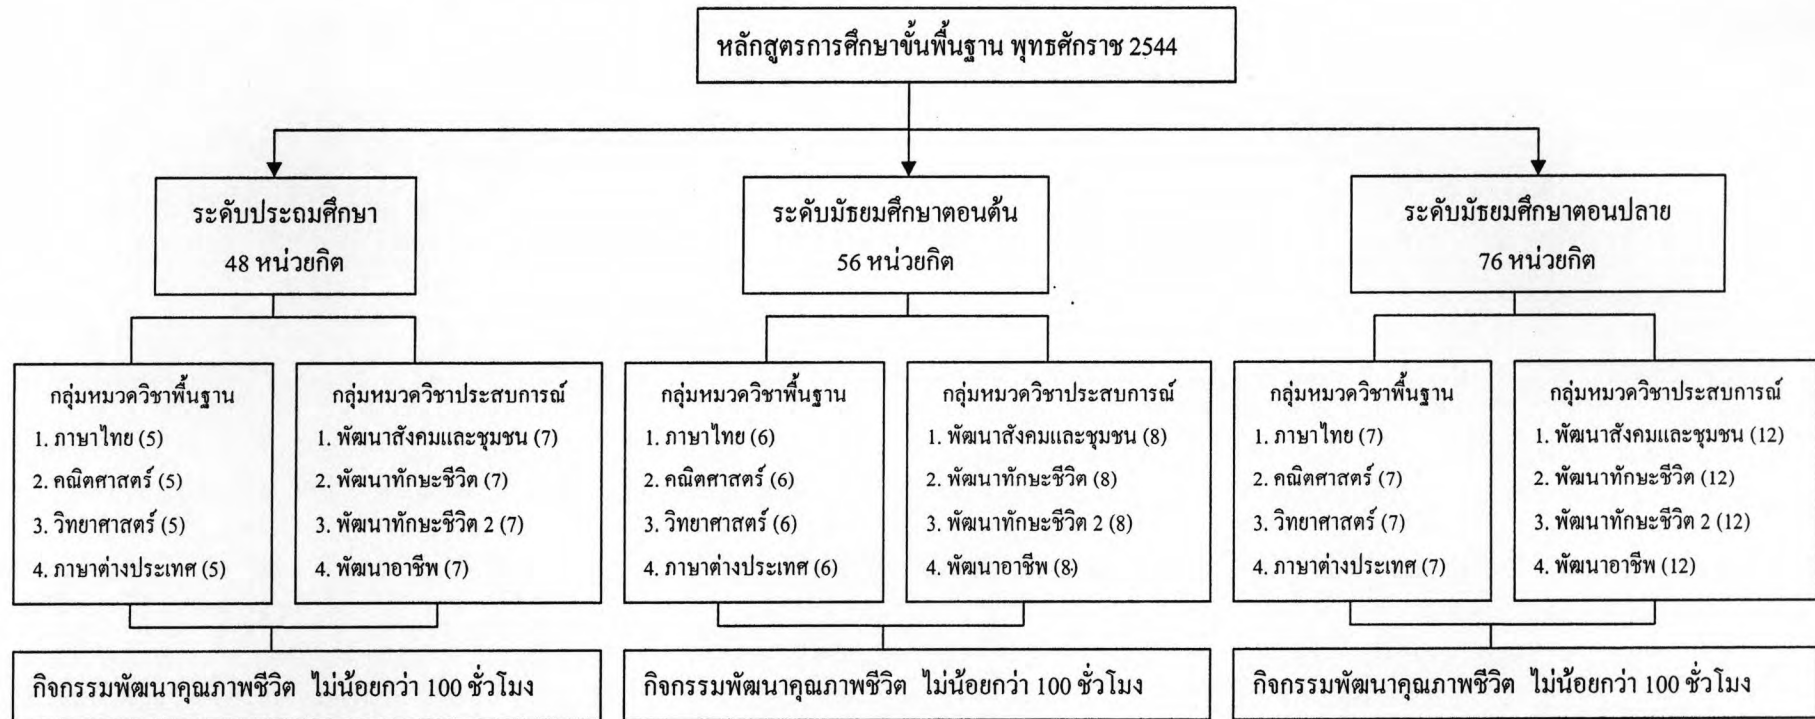 หลักสูตรการศึกษาขั้นพื้นฐาน พุทธศักราช 2544
ระดับประถมศึกษา
48 หน่วยกิต
ระดับมัธยมศึกษาตอนต้น
56 หน่วยกิต
ระดับมัธยมศึกษาตอนปลาย
76 หน่วยกิต
กลุ่มหมวดวิชาพื้นฐาน
1. ภาษาไทย (5)
2. คณิตศาสตร์ (5)
3. วิทยาศาสตร์ (5)
4. ภาษาต่างประเทศ (5)
กลุ่มหมวดวิชาประสบการณ์
1. พัฒนาสังคมและชุมชน (7)
2. พัฒนาทักษะชีวิต (7)
3. พัฒนาทักษะชีวิต 2 (7)
4. พัฒนาอาชีพ (7)
กลุ่มหมวดวิชาพื้นฐาน
1. ภาษาไทย (6)
2. คณิตศาสตร์ (6)
3. วิทยาศาสตร์ (6)
4. ภาษาต่างประเทศ (6)
กลุ่มหมวดวิชาประสบการณ์
1. พัฒนาสังคมและชุมชน (8)
2. พัฒนาทักษะชีวิต (8)
3. พัฒนาทักษะชีวิต 2 (8)
4. พัฒนาอาชีพ (8)
กลุ่มหมวดวิชาพื้นฐาน
1. ภาษาไทย (7)
2. คณิตศาสตร์ (7)
3. วิทยาศาสตร์ (7)
4. ภาษาต่างประเทศ (7)
กลุ่มหมวดวิชาประสบการณ์
1. พัฒนาสังคมและชุมชน (12)
2. พัฒนาทักษะชีวิต (12)
3. พัฒนาทักษะชีวิต 2 (12)
4. พัฒนาอาชีพ (12)
กิจกรรมพัฒนาคุณภาพชีวิต ไม่น้อยกว่า 100 ชั่วโมง
กิจกรรมพัฒนาคุณภาพชีวิต ไม่น้อยกว่า 100 ชั่วโมง
กิจกรรมพัฒนาคุณภาพชีวิต ไม่น้อยกว่า 100 ชั่วโมง